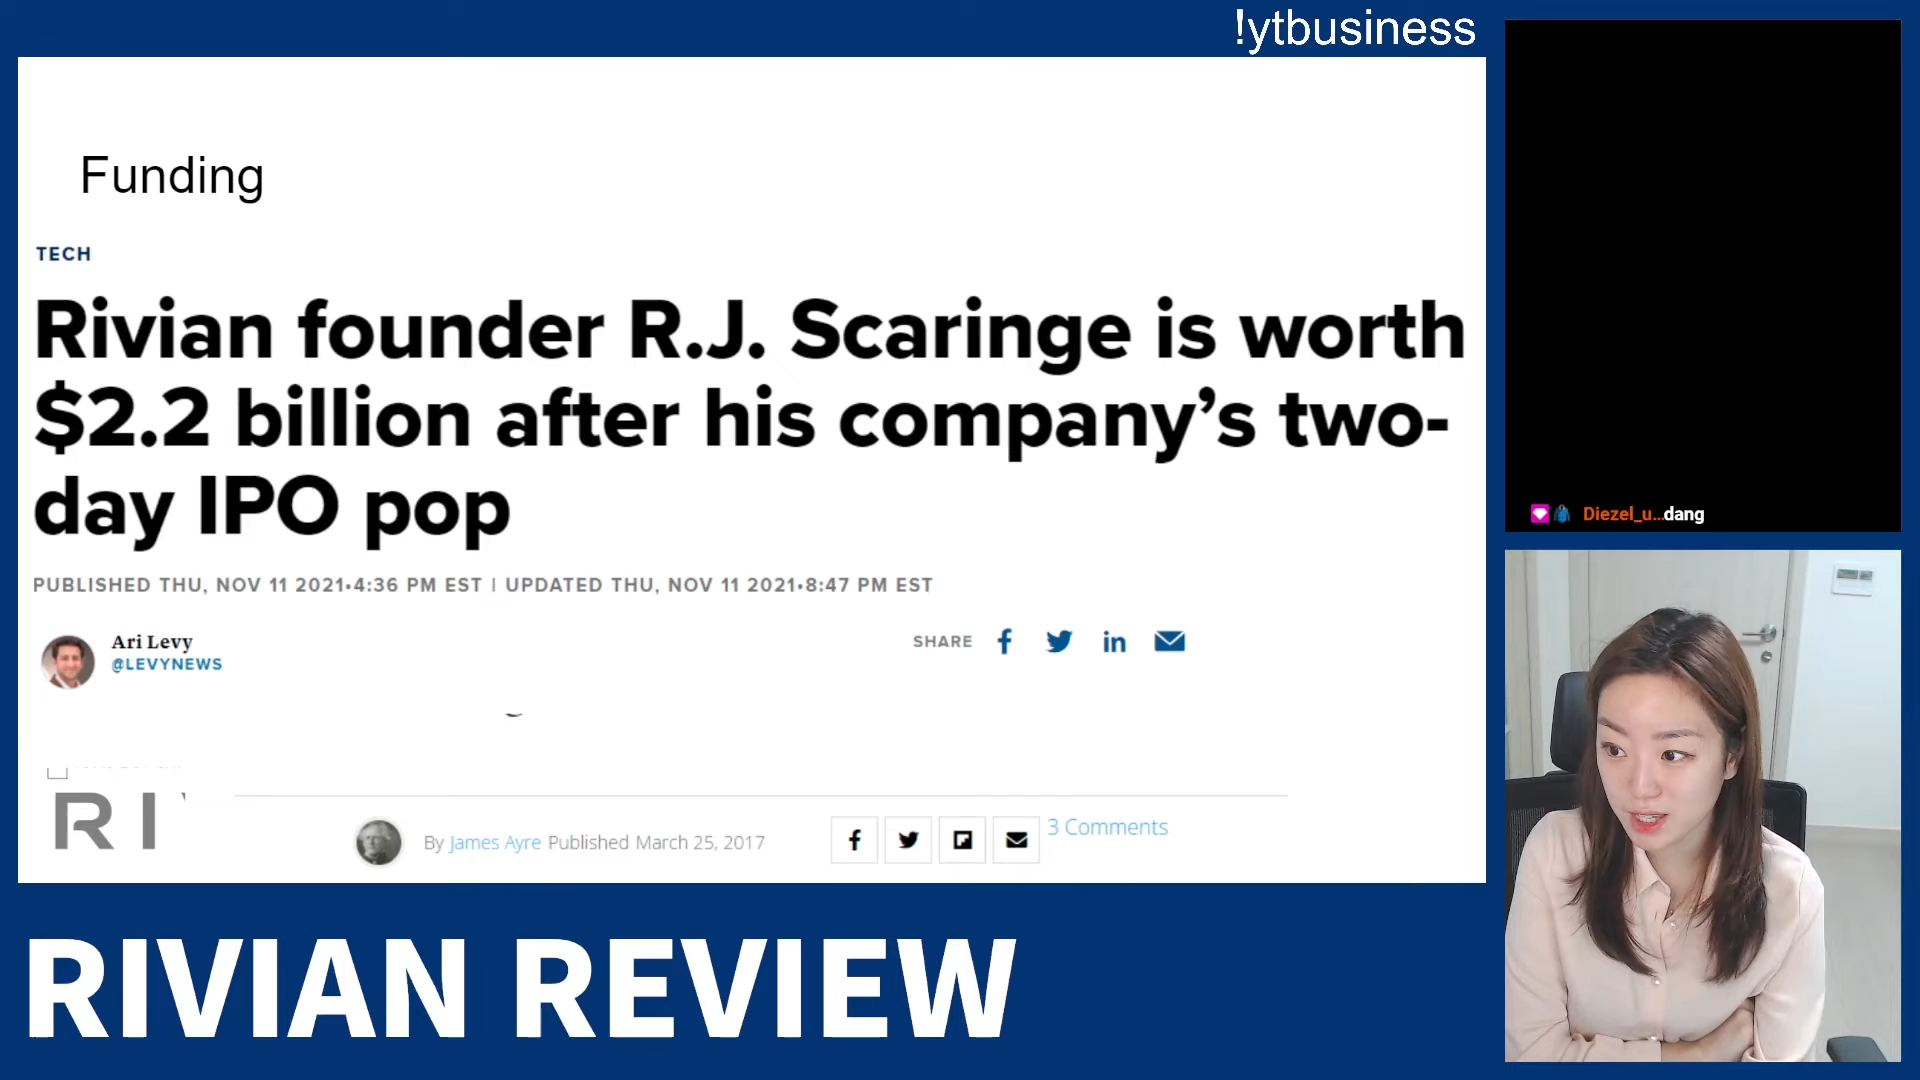 !ytbusiness
Funding
TECH
Rivian founder R.J. Scaringe is worth
$2.2 billion after his company’s two-
day IPO pop
PUBLISHED THU, NOV 11 2021•4:36 PM EST | UPDATED THU, NOV 11 2021•8:47 PM EST
Ari Levy
@LEVYNEWS
SHARE
R I
By James Ayre Published March 25, 2017
3 Comments
Diezel_u...dang
RIVIAN REVIEW